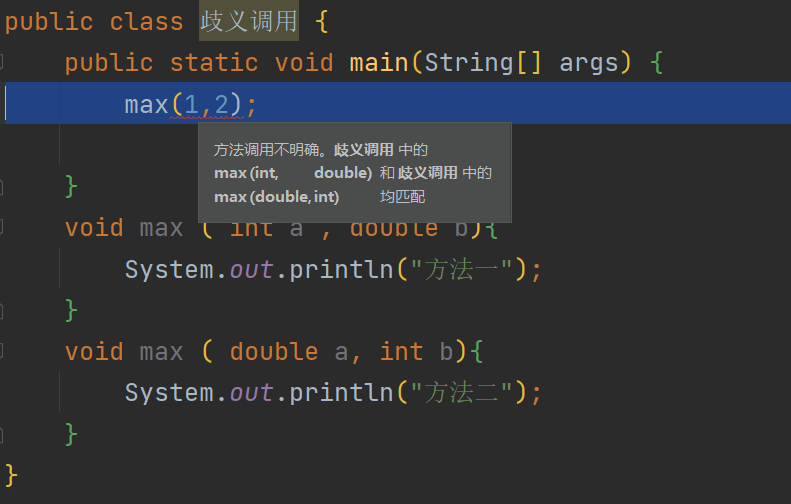 public class 歧义调用 {
public static void main(String[] args) {
max(1,2);
方法调用不明确。歧义调用 中的
max (int, double) 和 歧义调用 中的
max (double, int) 均匹配
}
void max ( int a , double b){
System.out.println("方法一");
}
void max ( double a, int b){
System.out.println("方法二");
}
}